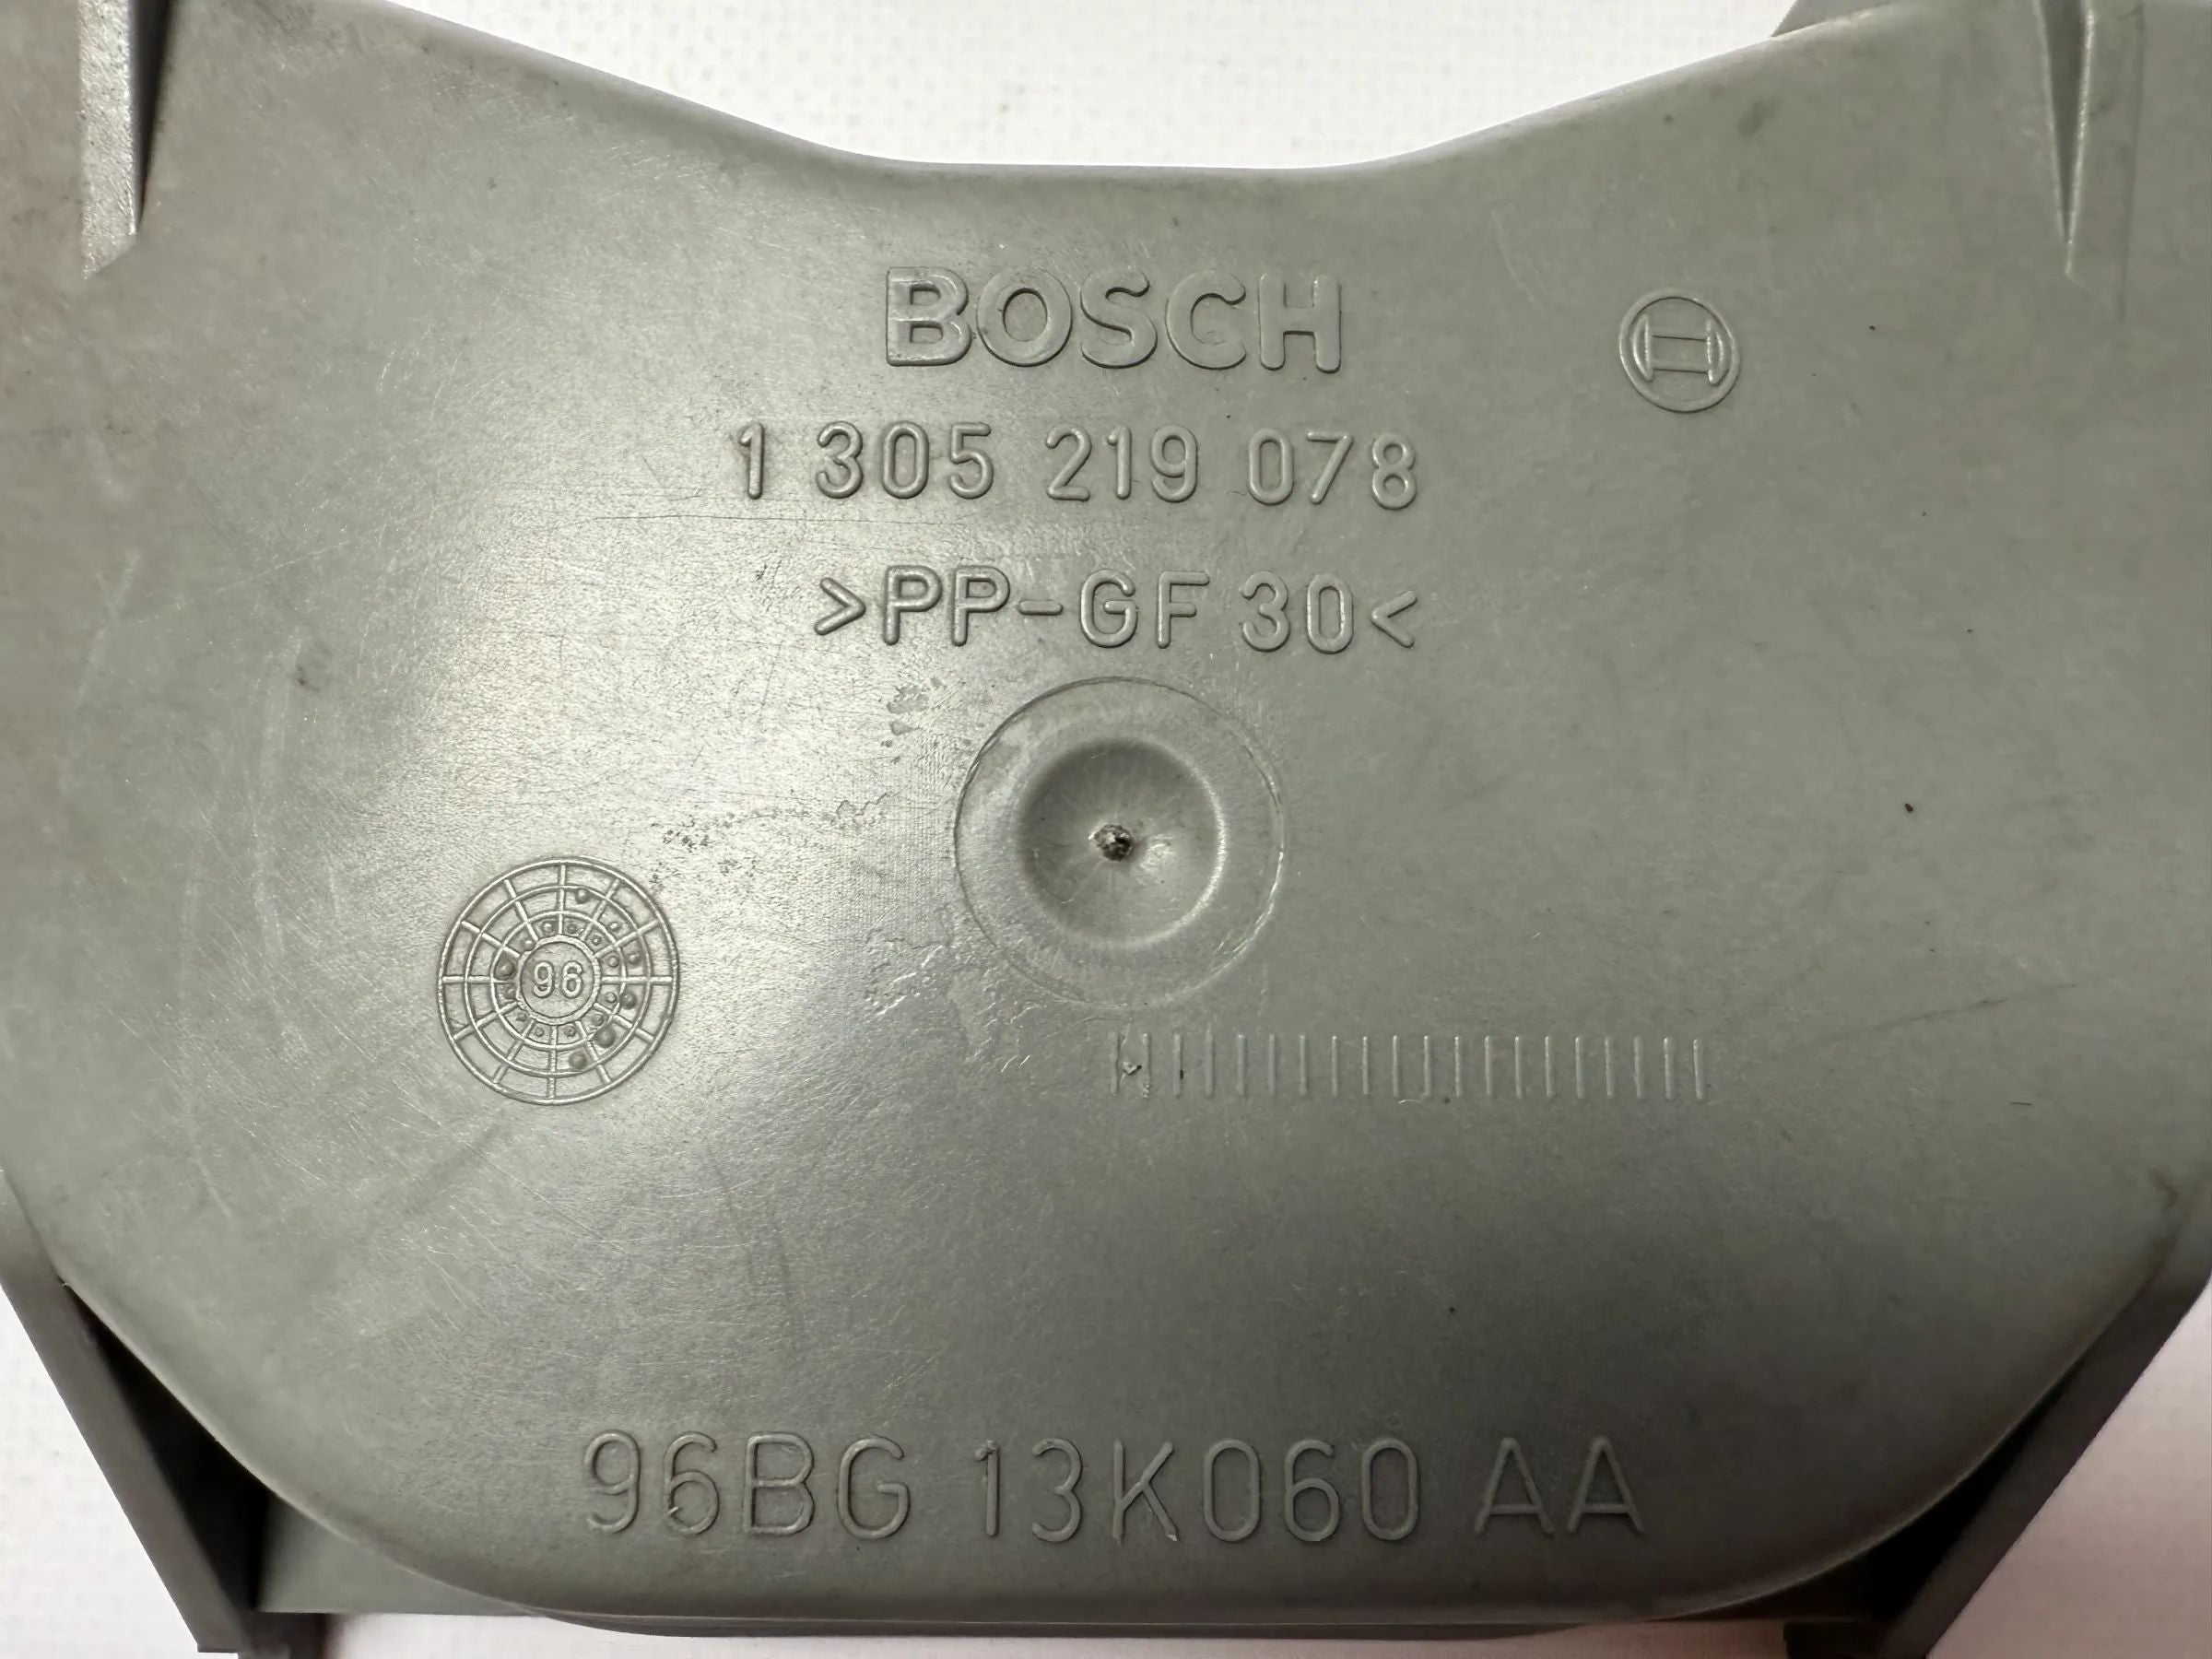 BOSCH
1 305 219 078
>PP-GF 30<
96
96BG 13K060 AA